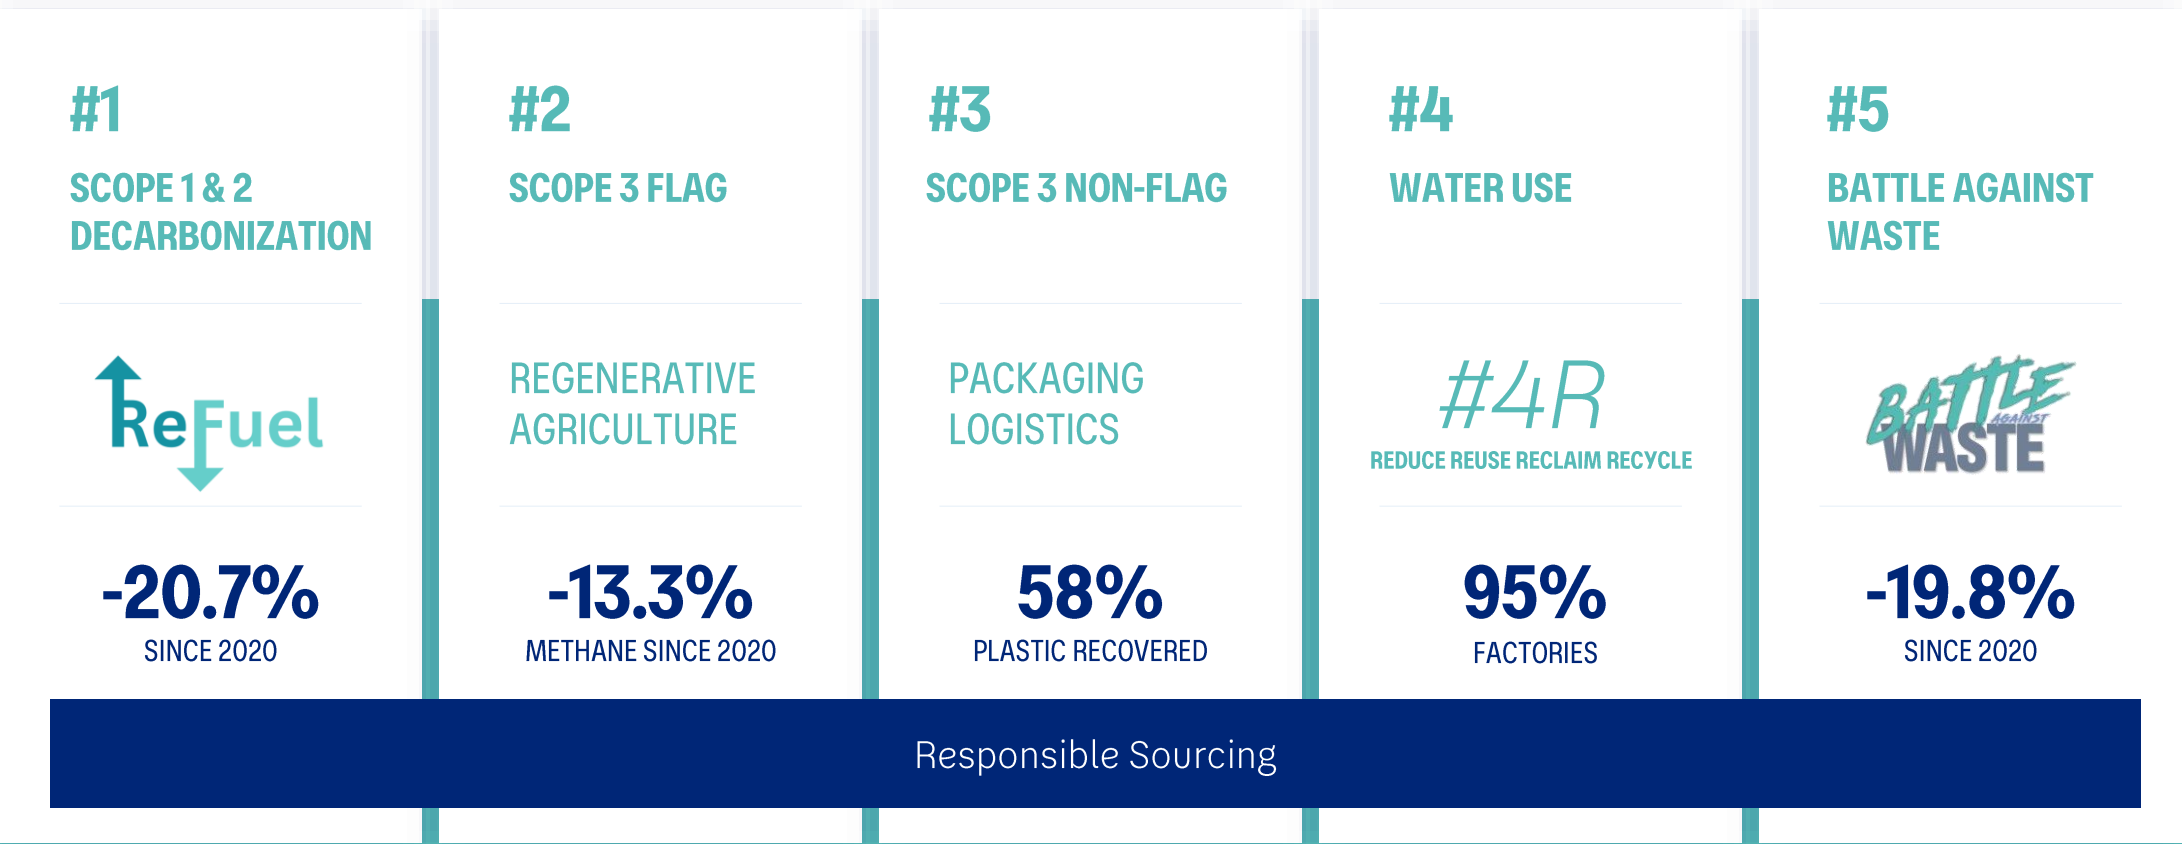 #1
SCOPE 1 & 2
DECARBONIZATION
ReFuel
-20.7%
SINCE 2020
#2
SCOPE 3 FLAG
REGENERATIVE
AGRICULTURE
-13.3%
METHANE SINCE 2020
#3
SCOPE 3 NON-FLAG
PACKAGING
LOGISTICS
58%
PLASTIC RECOVERED
#4
WATER USE
#4R
REDUCE REUSE RECLAIM RECYCLE
95%
FACTORIES
#5
BATTLE AGAINST
WASTE
BATTLE
AGAINST
WASTE
-19.8%
SINCE 2020
Responsible Sourcing